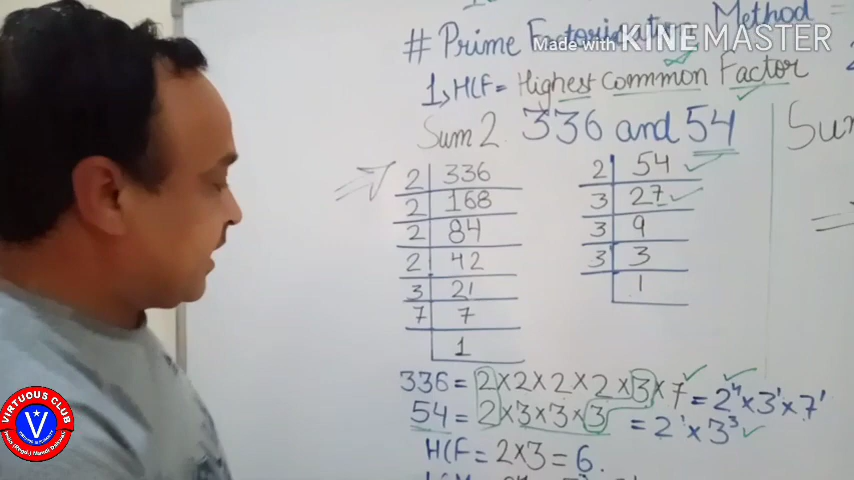 # Prime Factorization Method =
Made with KINEMASTER
1, HCF = Highest Common Factor
Sum 2. 336 and 54
2 336
2 168
2 84
2 42
3 21
7 7
1
2 54
3 27
3 9
3 3
1
336 = 2×2×2×2×3×7 = 2⁴×3¹×7¹
54 = 2×3×3×3 = 2¹×3³
HCF = 2×3 = 6.
VIRTUOUS CLUB